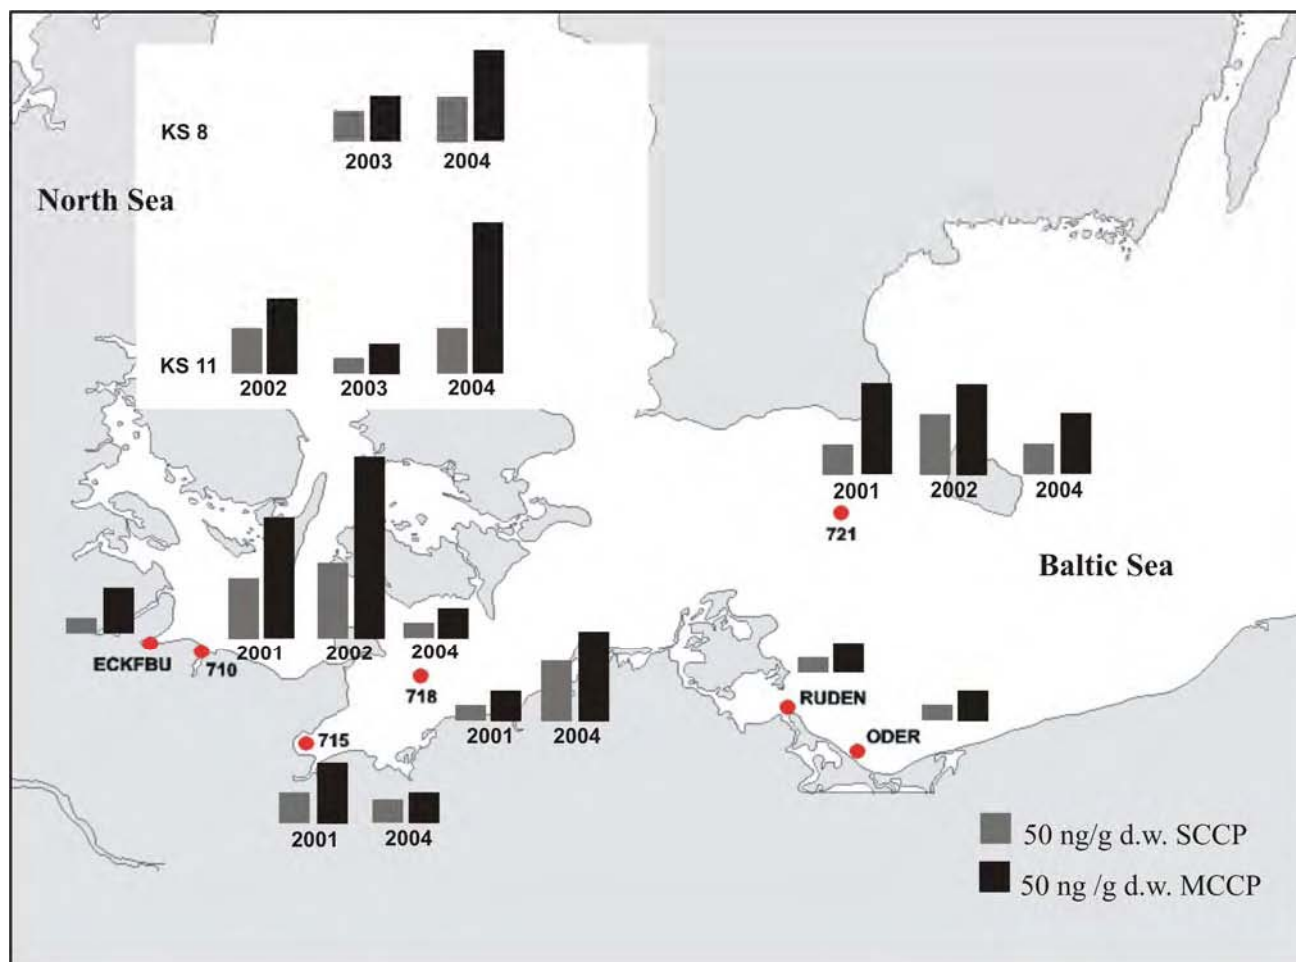 KS 8
2003
2004
North Sea
KS 11
2002
2003
2004
2001
2002
2004
721
Baltic Sea
2001
2002
2004
ECKFBU
710
718
RUDEN
2001
2004
ODER
715
2001
2004
50 ng/g d.w. SCCP
50 ng /g d.w. MCCP